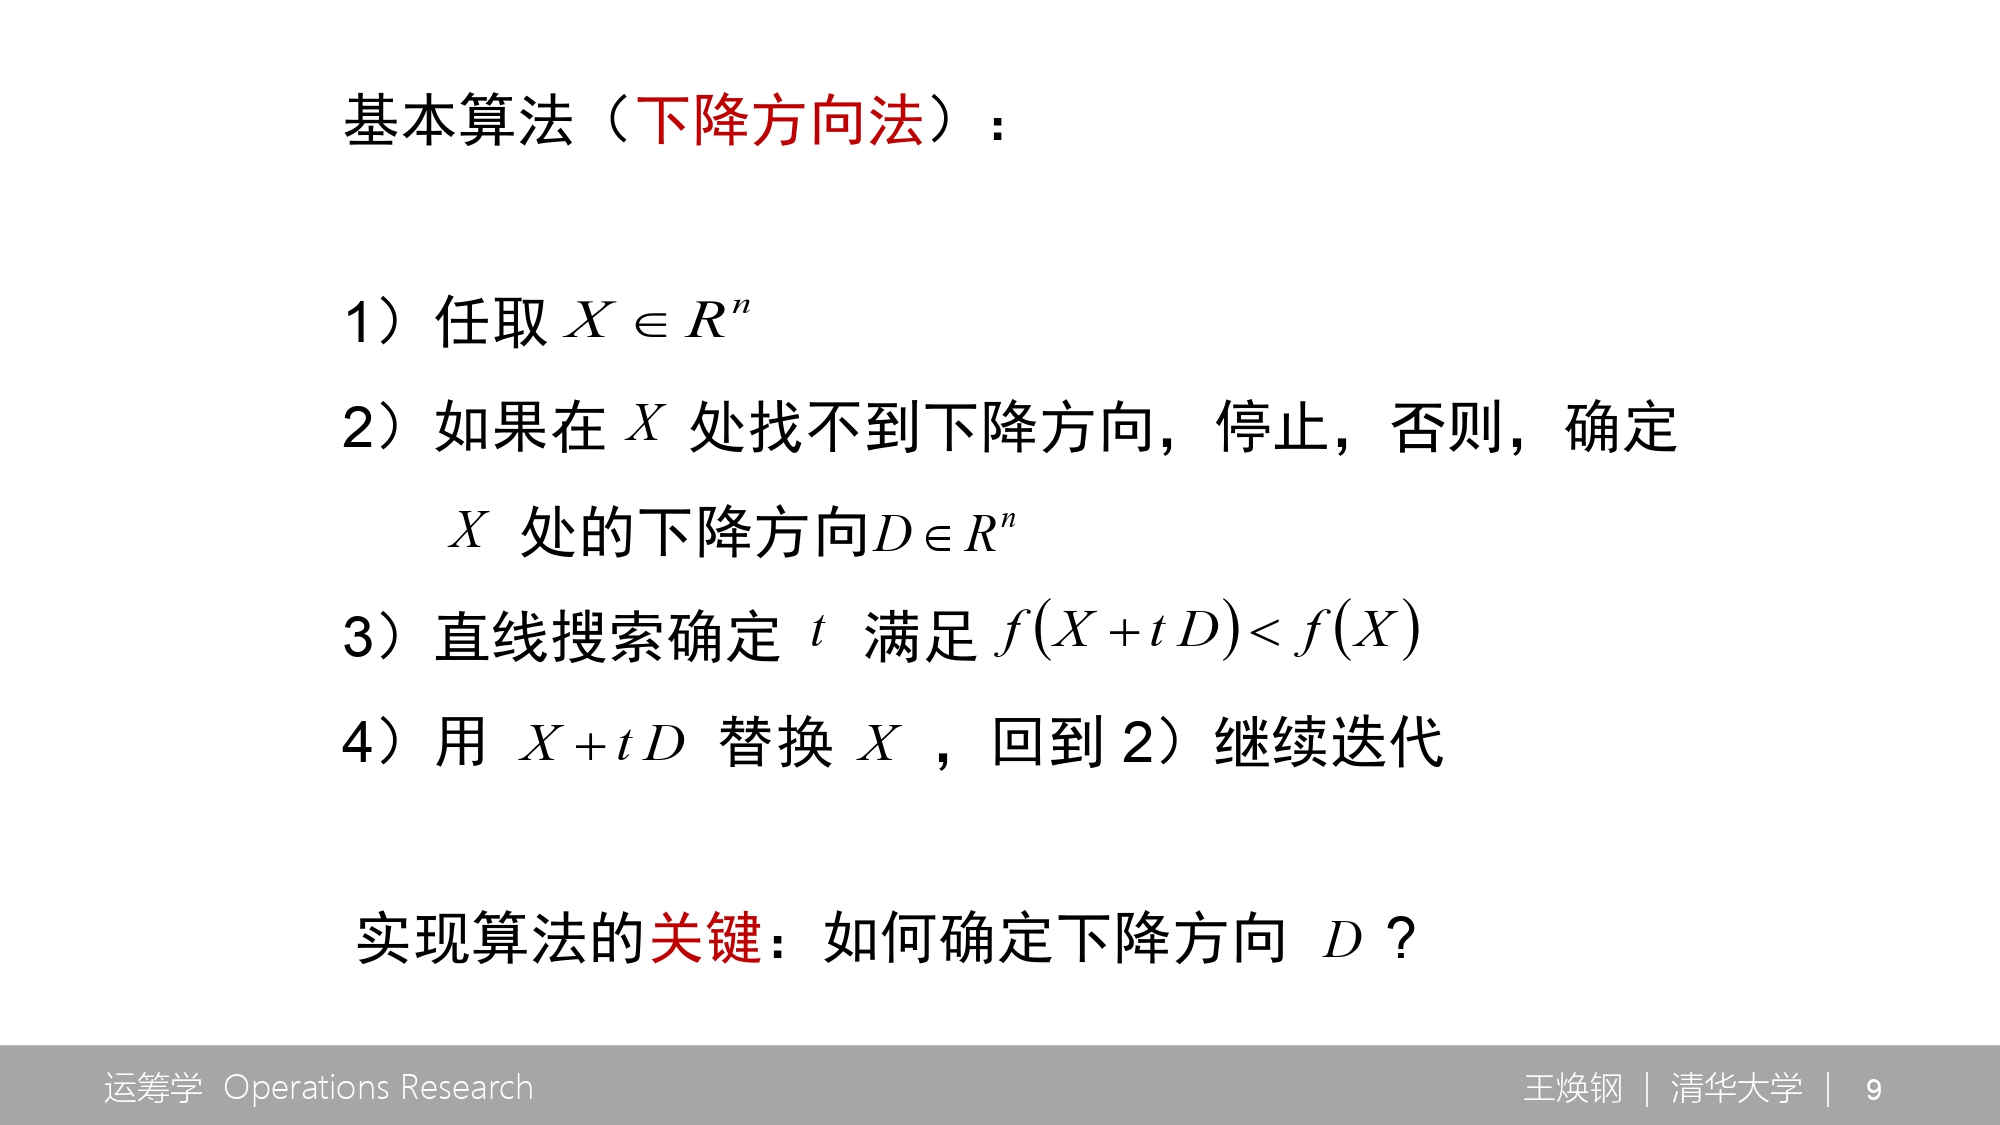 基本算法（下降方向法）：
1）任取 X ∈ Rⁿ
2）如果在 X 处找不到下降方向，停止，否则，确定
X 处的下降方向 D ∈ Rⁿ
3）直线搜索确定 t 满足 f(X + t D) < f(X)
4）用 X + t D 替换 X ，回到 2）继续迭代
实现算法的关键：如何确定下降方向 D ？
运筹学 Operations Research
王焕钢 | 清华大学 | 9